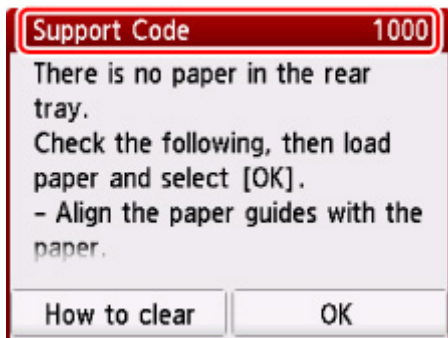 Support Code 1000
There is no paper in the rear
tray.
Check the following, then load
paper and select [OK].
– Align the paper guides with the
paper.
How to clear OK